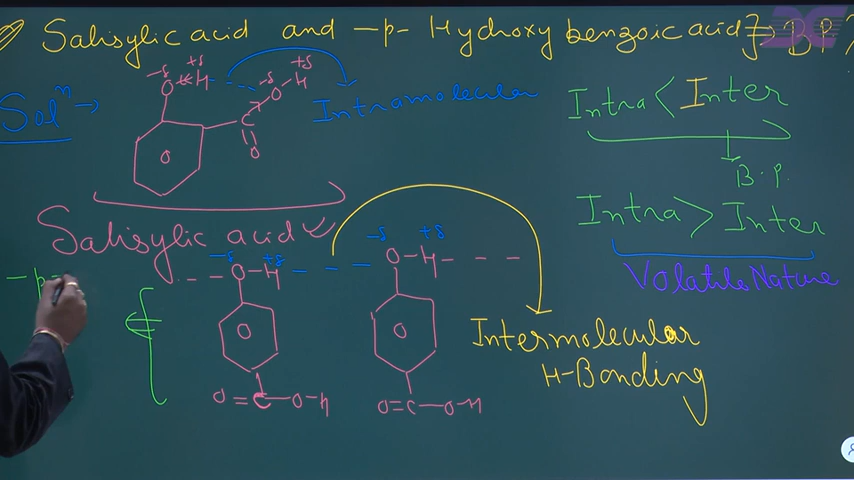 Salisylic acid and -p- Hydroxy benzoic acid} → B.P
Solⁿ →
-δ +δ
O H
-δ +δ
O-H
C
O
O
Intramolecular
Intra < Inter
B.P.
Intra > Inter
Volatile Nature
Salisylic acid
-δ +δ
O-H
-δ +δ
O-H
-p-
O
O
O=C-O-H
O=C-O-H
Intermolecular
H-Bonding